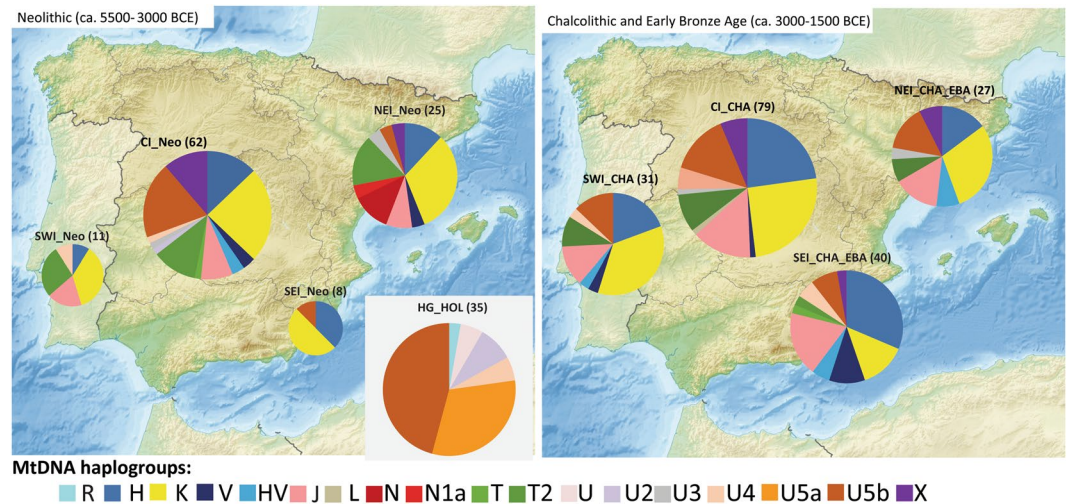 Neolithic (ca. 5500-3000 BCE)
NEI_Neo (25)
CI_Neo (62)
SWI_Neo (11)
SEI_Neo (8)
HG_HOL (35)
Chalcolithic and Early Bronze Age (ca. 3000-1500 BCE)
NEI_CHA_EBA (27)
CI_CHA (79)
SWI_CHA (31)
SEI_CHA_EBA (40)
MtDNA haplogroups:
R H K V HV J L N N1a T T2 U U2 U3 U4 U5a U5b X